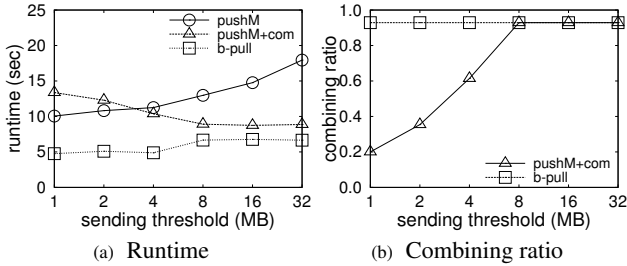 25
20
15
10
5
0
runtime (sec)
pushM
pushM+com
b-pull
1 2 4 8 16 32
sending threshold (MB)
(a) Runtime
1.0
0.8
0.6
0.4
0.2
0.0
combining ratio
pushM+com
b-pull
1 2 4 8 16 32
sending threshold (MB)
(b) Combining ratio